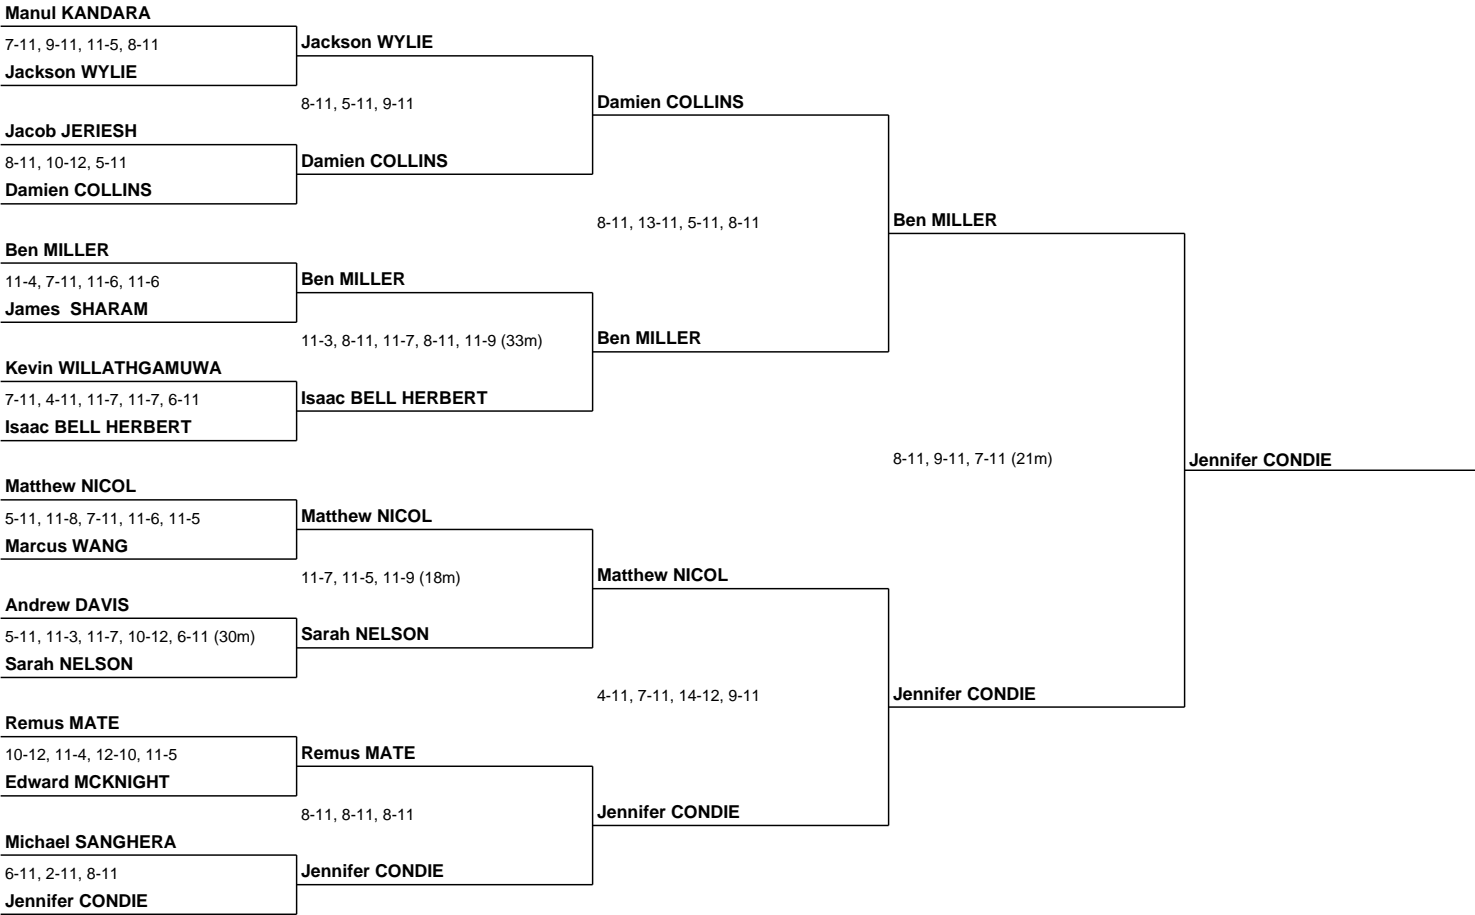 Manul KANDARA
7-11, 9-11, 11-5, 8-11
Jackson WYLIE
Jacob JERIESH
8-11, 10-12, 5-11
Damien COLLINS
Ben MILLER
11-4, 7-11, 11-6, 11-6
James  SHARAM
Kevin WILLATHGAMUWA
7-11, 4-11, 11-7, 11-7, 6-11
Isaac BELL HERBERT
Matthew NICOL
5-11, 11-8, 7-11, 11-6, 11-5
Marcus WANG
Andrew DAVIS
5-11, 11-3, 11-7, 10-12, 6-11 (30m)
Sarah NELSON
Remus MATE
10-12, 11-4, 12-10, 11-5
Edward MCKNIGHT
Michael SANGHERA
6-11, 2-11, 8-11
Jennifer CONDIE
Jackson WYLIE
8-11, 5-11, 9-11
Damien COLLINS
Ben MILLER
11-3, 8-11, 11-7, 8-11, 11-9 (33m)
Isaac BELL HERBERT
Matthew NICOL
11-7, 11-5, 11-9 (18m)
Sarah NELSON
Remus MATE
8-11, 8-11, 8-11
Jennifer CONDIE
Damien COLLINS
8-11, 13-11, 5-11, 8-11
Ben MILLER
Matthew NICOL
4-11, 7-11, 14-12, 9-11
Jennifer CONDIE
Ben MILLER
8-11, 9-11, 7-11 (21m)
Jennifer CONDIE
Jennifer CONDIE